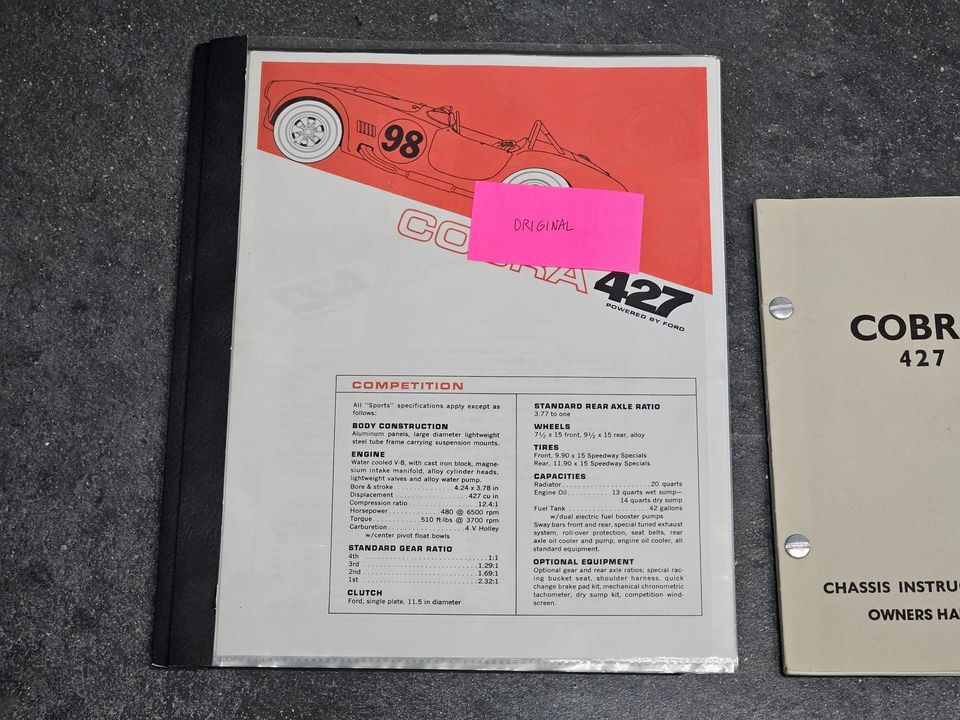 98
ORIGINAL
COBRA
427
POWERED BY FORD
COMPETITION
All "Sports" specifications apply except as
follows:
BODY CONSTRUCTION
Aluminum panels, large diameter lightweight
steel tube frame carrying suspension mounts.
ENGINE
Water cooled V-8, with cast iron block, magne-
sium intake manifold, alloy cylinder heads,
lightweight valves and alloy water pump.
Bore & stroke 4.24 x 3.78 in
Displacement 427 cu in
Compression ratio 12.4:1
Horsepower 480 @ 6500 rpm
Torque 510 ft-lbs @ 3700 rpm
Carburetion 4 V Holley
w/center pivot float bowls
STANDARD GEAR RATIO
4th 1:1
3rd 1.29:1
2nd 1.69:1
1st 2.32:1
CLUTCH
Ford, single plate, 11.5 in diameter
STANDARD REAR AXLE RATIO
3.77 to one
WHEELS
7½ x 15 front, 9½ x 15 rear, alloy
TIRES
Front, 9.90 x 15 Speedway Specials
Rear, 11.90 x 15 Speedway Specials
CAPACITIES
Radiator 20 quarts
Engine Oil 13 quarts wet sump—
14 quarts dry sump
Fuel Tank 42 gallons
w/dual electric fuel booster pumps
Sway bars front and rear, special tuned exhaust
system, roll-over protection, seat belts, rear
axle oil cooler and pump, engine oil cooler, all
standard equipment.
OPTIONAL EQUIPMENT
Optional gear and rear axle ratios; special rac-
ing bucket seat, shoulder harness, quick
change brake pad kit, mechanical chronometric
tachometer, dry sump kit, competition wind-
screen.
COBR
427
CHASSIS INSTRUC
OWNERS HA